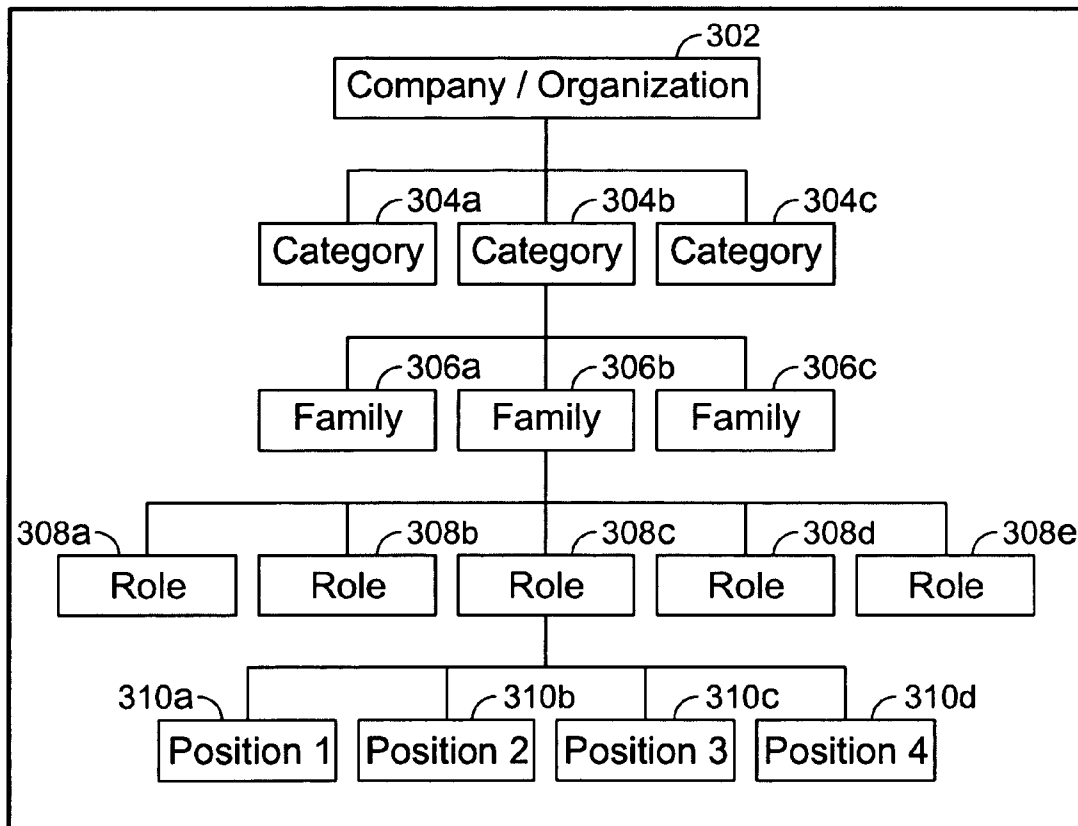 302
Company / Organization
304a 304b 304c
Category Category Category
306a 306b 306c
Family Family Family
308a 308b 308c 308d 308e
Role Role Role Role Role
310a 310b 310c 310d
Position 1 Position 2 Position 3 Position 4